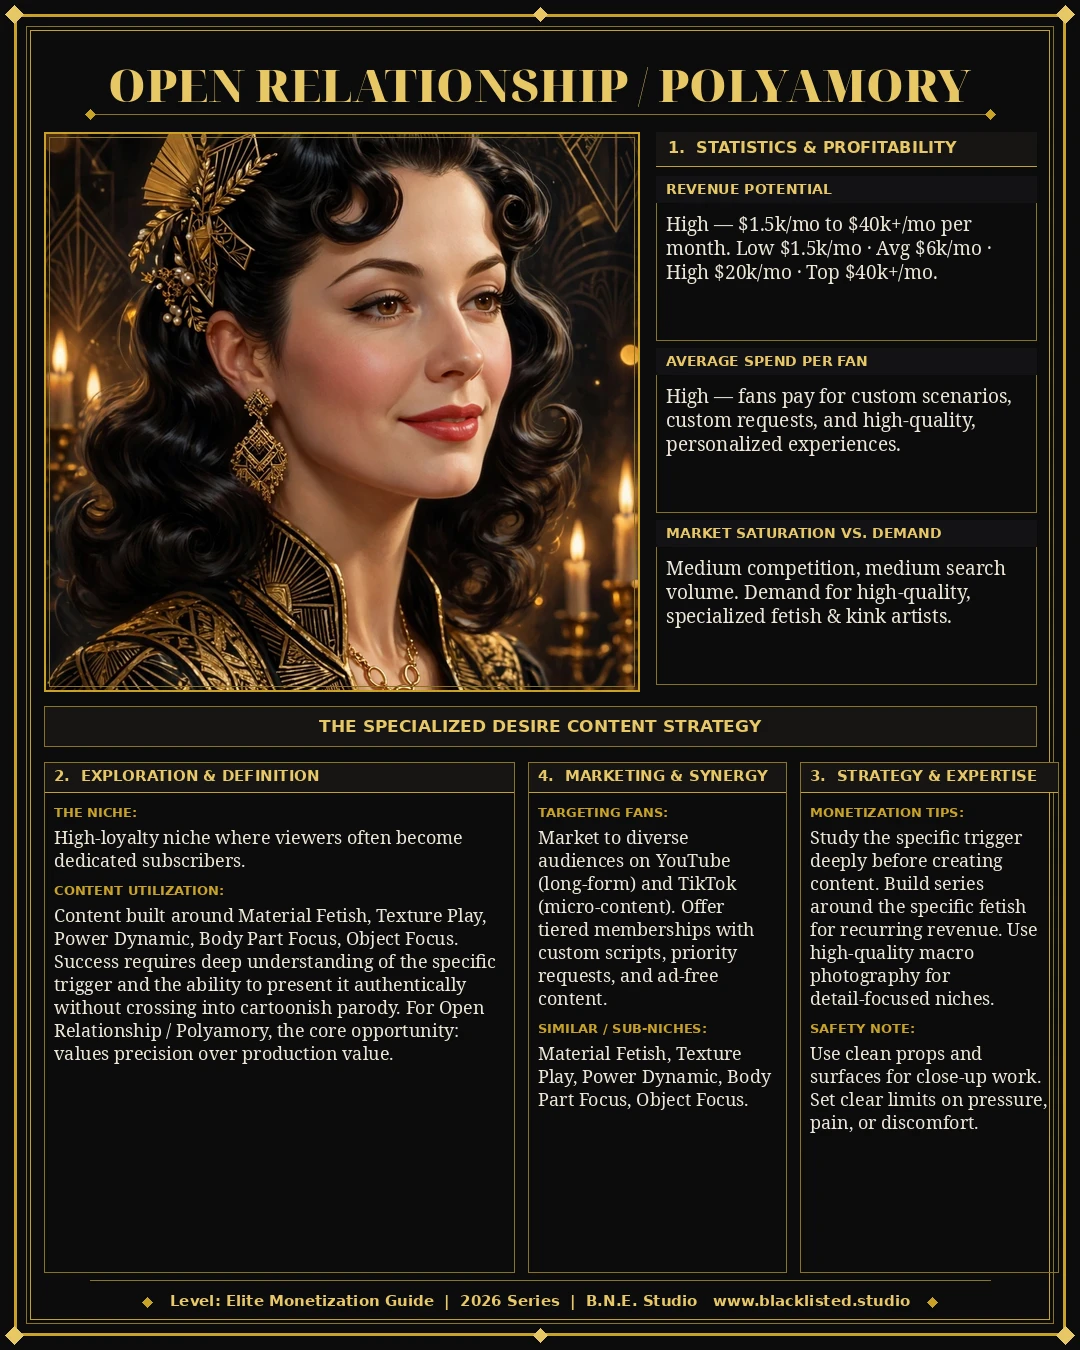 OPEN RELATIONSHIP / POLYAMORY
1. STATISTICS & PROFITABILITY
REVENUE POTENTIAL
High — $1.5k/mo to $40k+/mo per
month. Low $1.5k/mo · Avg $6k/mo ·
High $20k/mo · Top $40k+/mo.
AVERAGE SPEND PER FAN
High — fans pay for custom scenarios,
custom requests, and high-quality,
personalized experiences.
MARKET SATURATION VS. DEMAND
Medium competition, medium search
volume. Demand for high-quality,
specialized fetish & kink artists.
THE SPECIALIZED DESIRE CONTENT STRATEGY
2. EXPLORATION & DEFINITION
THE NICHE:
High-loyalty niche where viewers often become
dedicated subscribers.
CONTENT UTILIZATION:
Content built around Material Fetish, Texture Play,
Power Dynamic, Body Part Focus, Object Focus.
Success requires deep understanding of the specific
trigger and the ability to present it authentically
without crossing into cartoonish parody. For Open
Relationship / Polyamory, the core opportunity:
values precision over production value.
4. MARKETING & SYNERGY
TARGETING FANS:
Market to diverse
audiences on YouTube
(long-form) and TikTok
(micro-content). Offer
tiered memberships with
custom scripts, priority
requests, and ad-free
content.
SIMILAR / SUB-NICHES:
Material Fetish, Texture
Play, Power Dynamic, Body
Part Focus, Object Focus.
3. STRATEGY & EXPERTISE
MONETIZATION TIPS:
Study the specific trigger
deeply before creating
content. Build series
around the specific fetish
for recurring revenue. Use
high-quality macro
photography for
detail-focused niches.
SAFETY NOTE:
Use clean props and
surfaces for close-up work.
Set clear limits on pressure,
pain, or discomfort.
Level: Elite Monetization Guide | 2026 Series | B.N.E. Studio www.blacklisted.studio